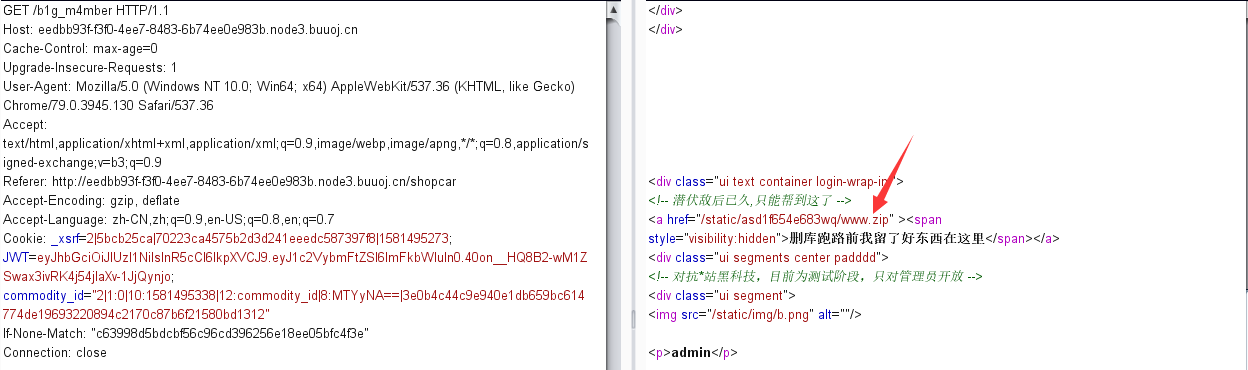 GET /b1g_m4mber HTTP/1.1
Host: eedbb93f-f3f0-4ee7-8483-6b74ee0e983b.node3.buuoj.cn
Cache-Control: max-age=0
Upgrade-Insecure-Requests: 1
User-Agent: Mozilla/5.0 (Windows NT 10.0; Win64; x64) AppleWebKit/537.36 (KHTML, like Gecko)
Chrome/79.0.3945.130 Safari/537.36
Accept:
text/html,application/xhtml+xml,application/xml;q=0.9,image/webp,image/apng,*/*;q=0.8,application/s
igned-exchange;v=b3;q=0.9
Referer: http://eedbb93f-f3f0-4ee7-8483-6b74ee0e983b.node3.buuoj.cn/shopcar
Accept-Encoding: gzip, deflate
Accept-Language: zh-CN,zh;q=0.9,en-US;q=0.8,en;q=0.7
Cookie: _xsrf=2|5bcb25ca|70223ca4575b2d3d241eeedc587397f8|1581495273;
JWT=eyJhbGciOiJIUzI1NiIsInR5cCI6IkpXVCJ9.eyJ1c2VybmFtZSI6ImFkbWluIn0.40on__HQ8B2-wM1Z
Swax3ivRK4j54jlaXv-1JjQynjo;
commodity_id="2|1:0|10:1581495338|12:commodity_id|8:MTYyNA==|3e0b4c44c9e940e1db659bc614
774de19693220894c2170c87b6f21580bd1312"
If-None-Match: "c63998d5bdcbf56c96cd396256e18ee05bfc4f3e"
Connection: close
</div>
</div>
<div class="ui text container login-wrap-inf">
<!-- 潜伏敌后已久,只能帮到这了 -->
<a href="/static/asd1f654e683wq/www.zip" ><span
style="visibility:hidden">删库跑路前我留了好东西在这里</span></a>
<div class="ui segments center padddd">
<!-- 对抗*站黑科技，目前为测试阶段，只对管理员开放 -->
<div class="ui segment">
<img src="/static/img/b.png" alt=""/>
<p>admin</p>